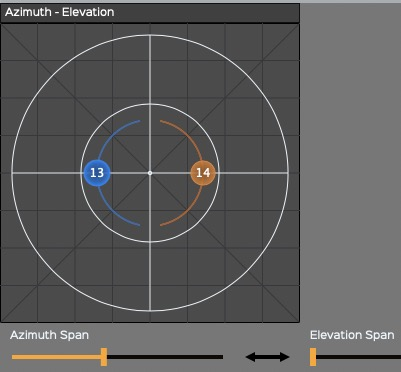 Azimuth - Elevation
13 14
Azimuth Span
Elevation Span